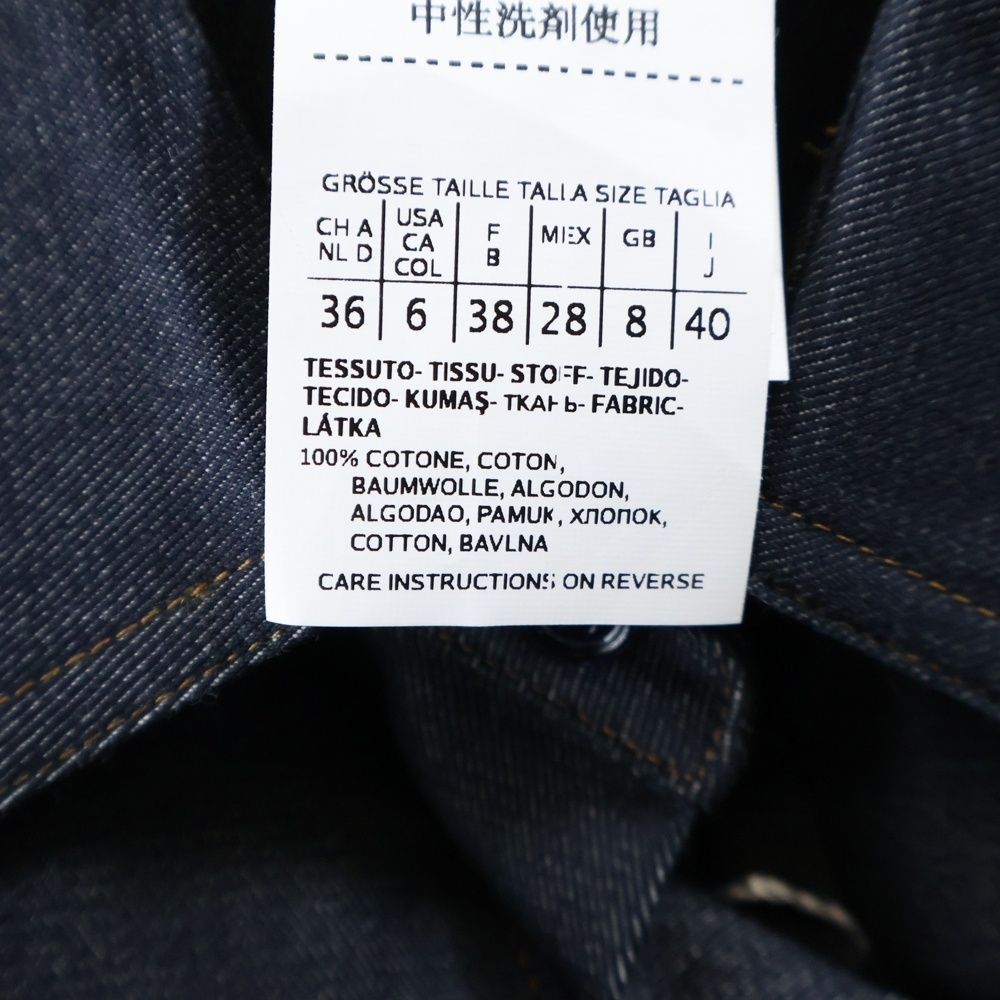 中性洗剤使用
GRÖSSE TAILLE TALLA SIZE TAGLIA
CH A NL D | USA CA COL | F B | MEX | GB | I J
36 | 6 | 38 | 28 | 8 | 40
TESSUTO- TISSU- STOFF- TEJIDO-
TECIDO- KUMAŞ- ТКАНЬ- FABRIC-
LÁTKA
100% COTONE, COTON,
BAUMWOLLE, ALGODON,
ALGODAO, PAMUK, ХЛОПОК,
COTTON, BAVLNA
CARE INSTRUCTIONS ON REVERSE